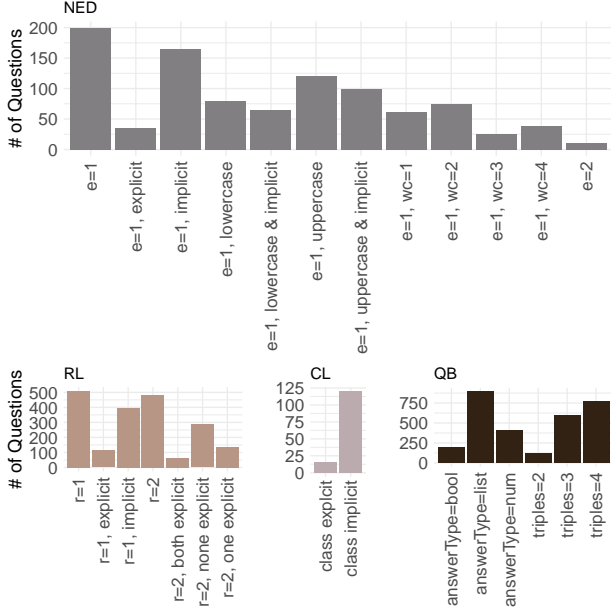 NED
# of Questions
200
150
100
50
0
e=1
e=1, explicit
e=1, implicit
e=1, lowercase
e=1, lowercase & implicit
e=1, uppercase
e=1, uppercase & implicit
e=1, wc=1
e=1, wc=2
e=1, wc=3
e=1, wc=4
e=2
RL
# of Questions
500
400
300
200
100
0
r=1
r=1, explicit
r=1, implicit
r=2
r=2, both explicit
r=2, none explicit
r=2, one explicit
CL
125
100
75
50
25
0
class explcit
class implicit
QB
750
500
250
0
answerType=bool
answerType=list
answerType=num
triples=2
triples=3
triples=4